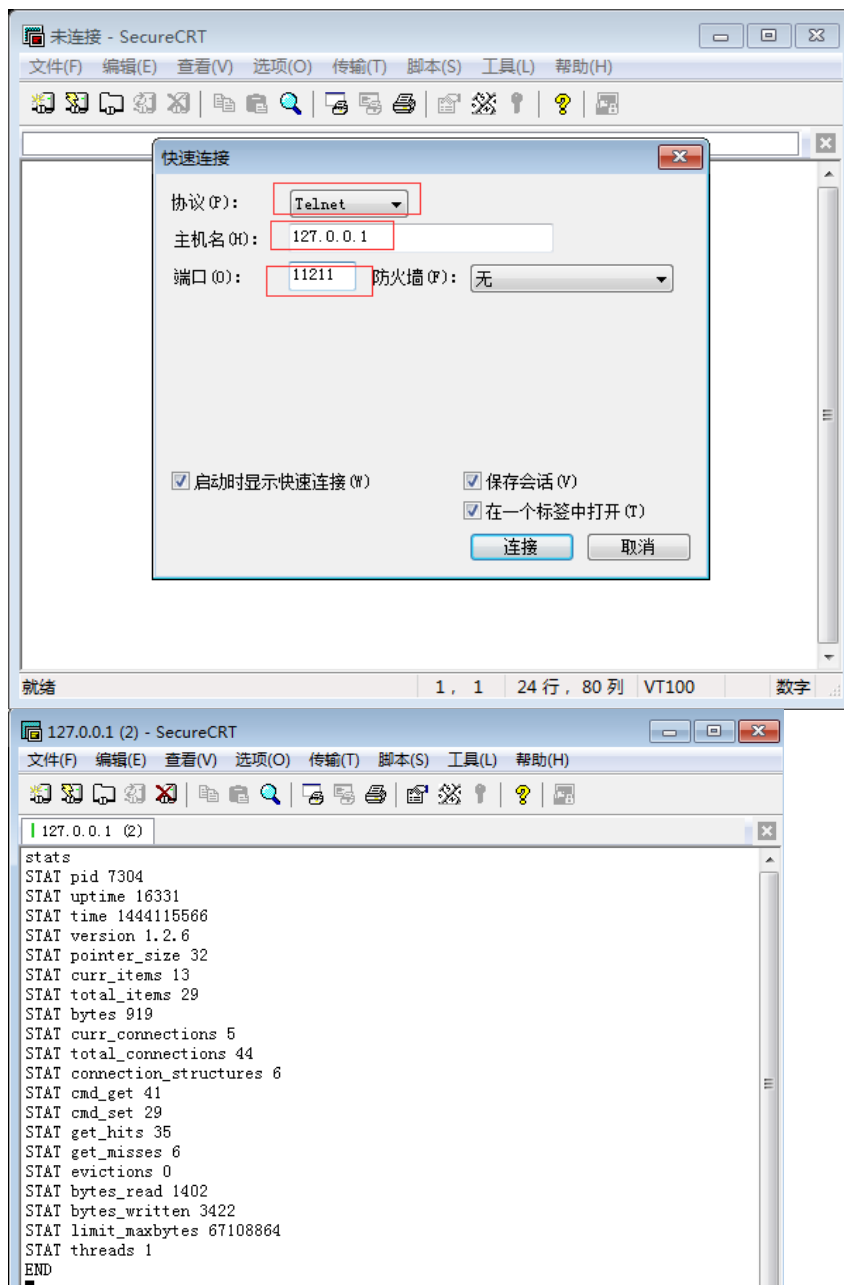 未连接 - SecureCRT
文件(F) 编辑(E) 查看(V) 选项(O) 传输(T) 脚本(S) 工具(L) 帮助(H)
快速连接
协议(P): Telnet
主机名(H): 127.0.0.1
端口(O): 11211 防火墙(F): 无
启动时显示快速连接(W) 保存会话(V)
在一个标签中打开(T)
连接 取消
就绪 1, 1 24 行, 80 列 VT100 数字
127.0.0.1 (2) - SecureCRT
文件(F) 编辑(E) 查看(V) 选项(O) 传输(T) 脚本(S) 工具(L) 帮助(H)
127.0.0.1 (2)
stats
STAT pid 7304
STAT uptime 16331
STAT time 1444115566
STAT version 1.2.6
STAT pointer_size 32
STAT curr_items 13
STAT total_items 29
STAT bytes 919
STAT curr_connections 5
STAT total_connections 44
STAT connection_structures 6
STAT cmd_get 41
STAT cmd_set 29
STAT get_hits 35
STAT get_misses 6
STAT evictions 0
STAT bytes_read 1402
STAT bytes_written 3422
STAT limit_maxbytes 67108864
STAT threads 1
END